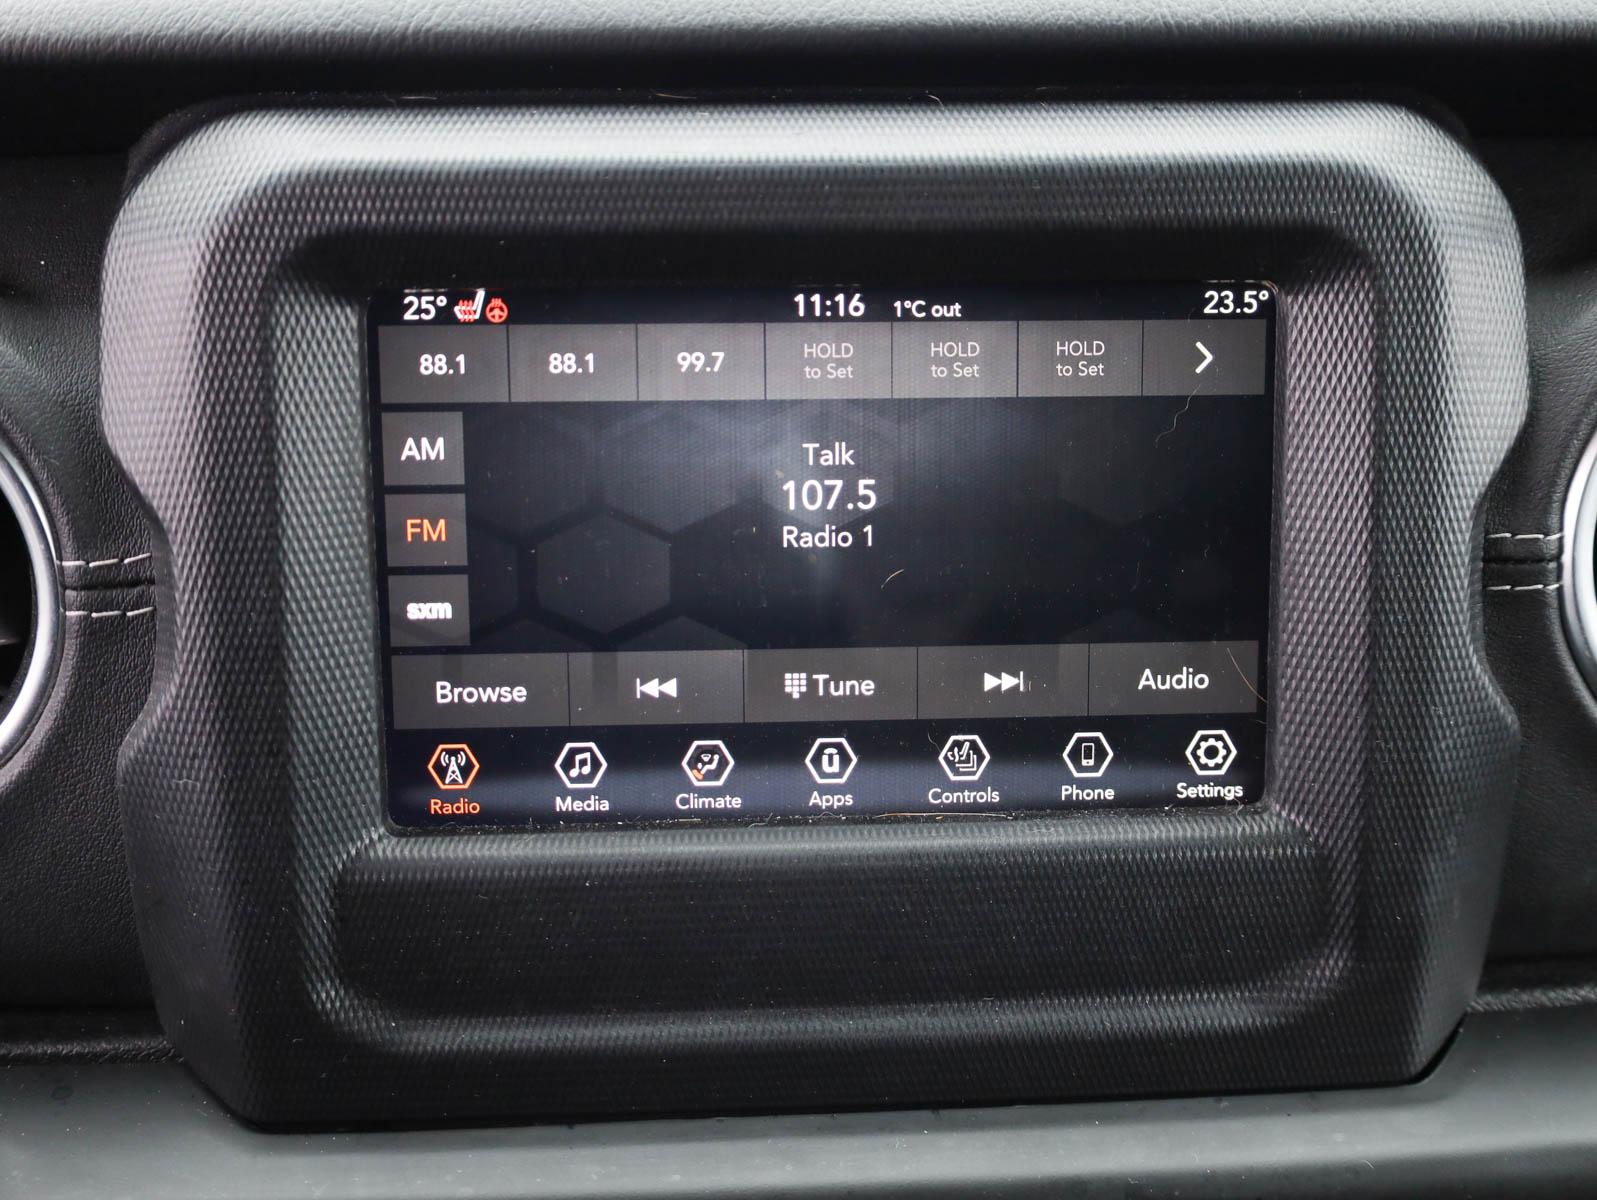 25° 11:16 1°C out 23.5°
88.1 88.1 99.7 HOLD to Set HOLD to Set HOLD to Set
AM
FM
sxm
Talk
107.5
Radio 1
Browse Tune Audio
Radio Media Climate Apps Controls Phone Settings